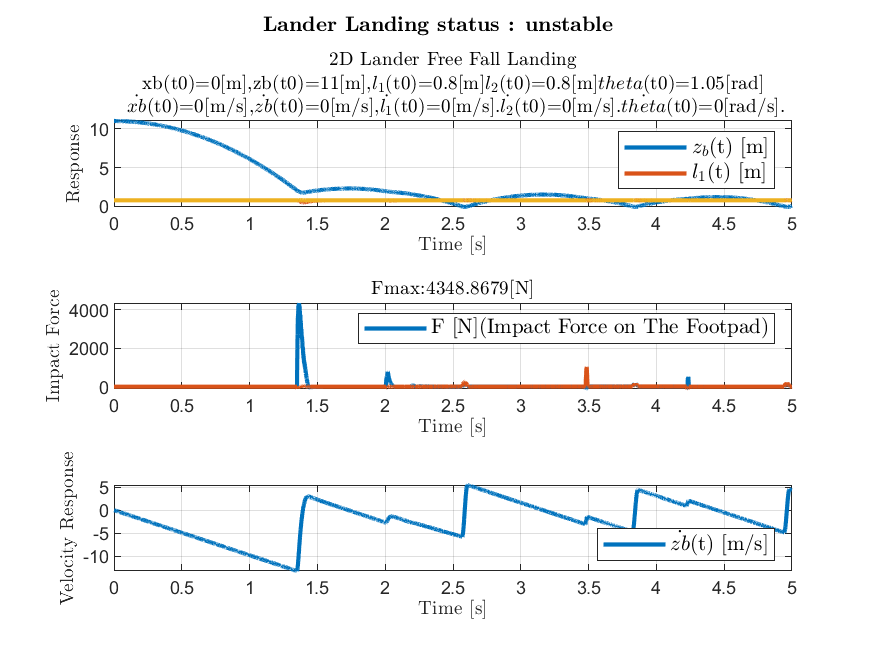 Lander Landing status : unstable
2D Lander Free Fall Landing
xb(t0)=0[m],zb(t0)=11[m],l₁(t0)=0.8[m]l₂(t0)=0.8[m]theta(t0)=1.05[rad]
ẋb(t0)=0[m/s],żb(t0)=0[m/s],l̇₁(t0)=0[m/s].l̇₂(t0)=0[m/s].thėta(t0)=0[rad/s].
Response
10
5
0
z_b(t) [m]
l₁(t) [m]
0 0.5 1 1.5 2 2.5 3 3.5 4 4.5 5
Time [s]
Fmax:4348.8679[N]
Impact Force
4000
2000
0
F [N](Impact Force on The Footpad)
0 0.5 1 1.5 2 2.5 3 3.5 4 4.5 5
Time [s]
Velocity Response
5
0
-5
-10
żb(t) [m/s]
0 0.5 1 1.5 2 2.5 3 3.5 4 4.5 5
Time [s]